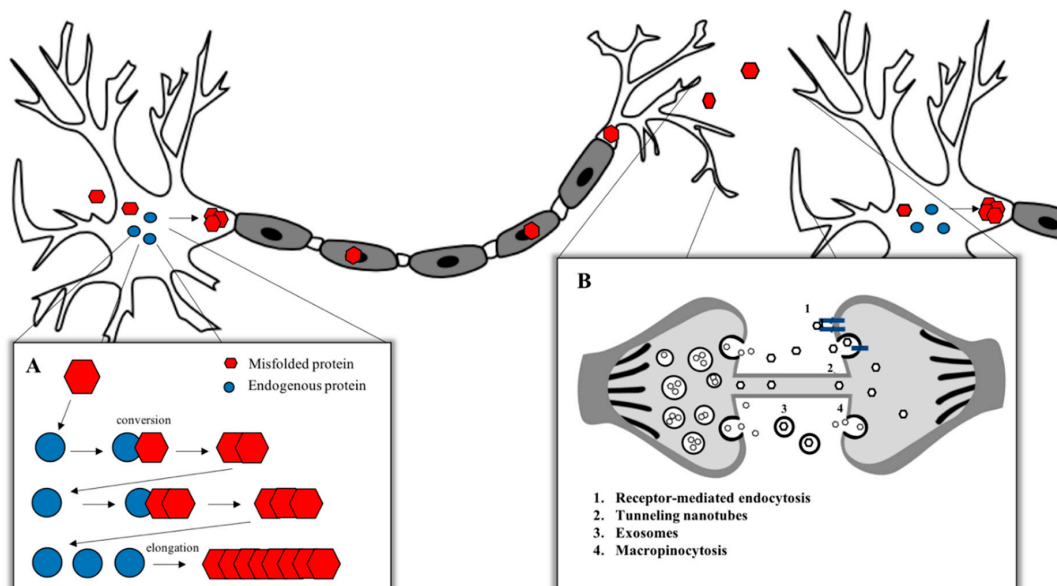 A
Misfolded protein
Endogenous protein
conversion
elongation
B
1
2
3
4
1. Receptor-mediated endocytosis
2. Tunneling nanotubes
3. Exosomes
4. Macropinocytosis